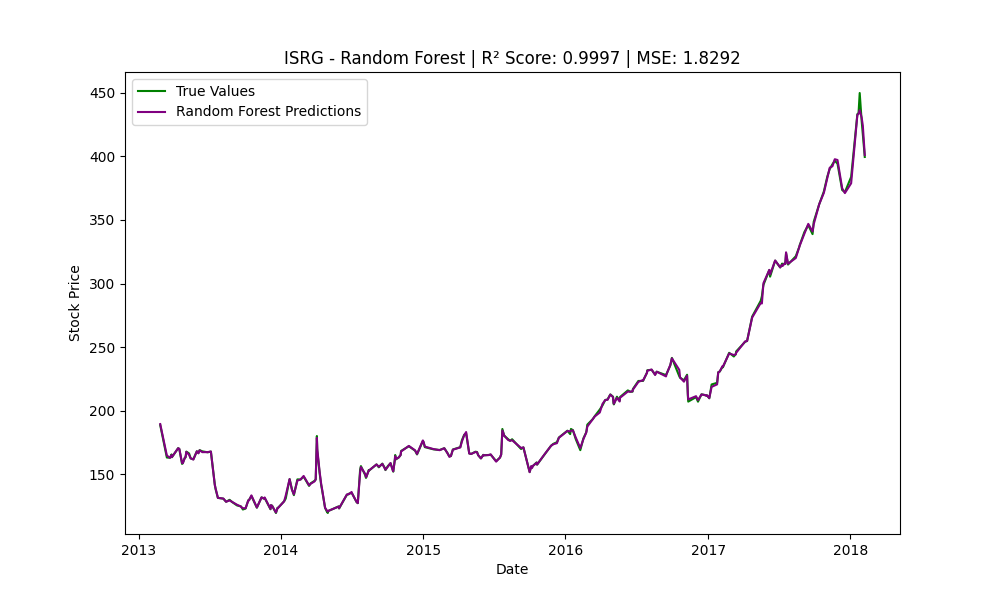 ISRG - Random Forest | R² Score: 0.9997 | MSE: 1.8292
True Values
Random Forest Predictions
450
400
350
300
250
200
150
Stock Price
2013 2014 2015 2016 2017 2018
Date